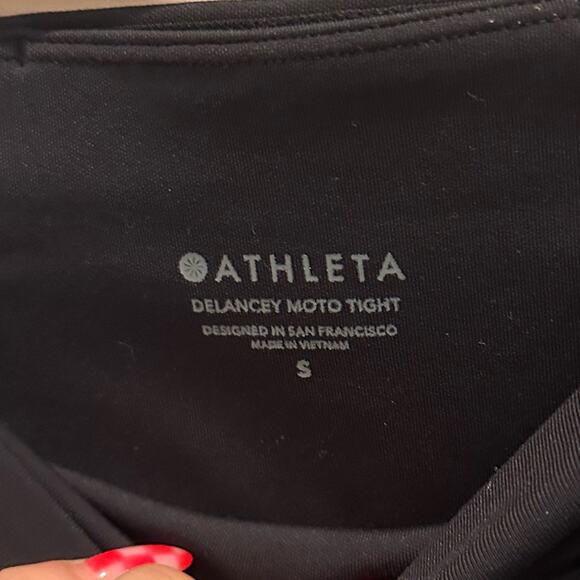 ATHLETA
DELANCEY MOTO TIGHT
DESIGNED IN SAN FRANCISCO
MADE IN VIETNAM
S